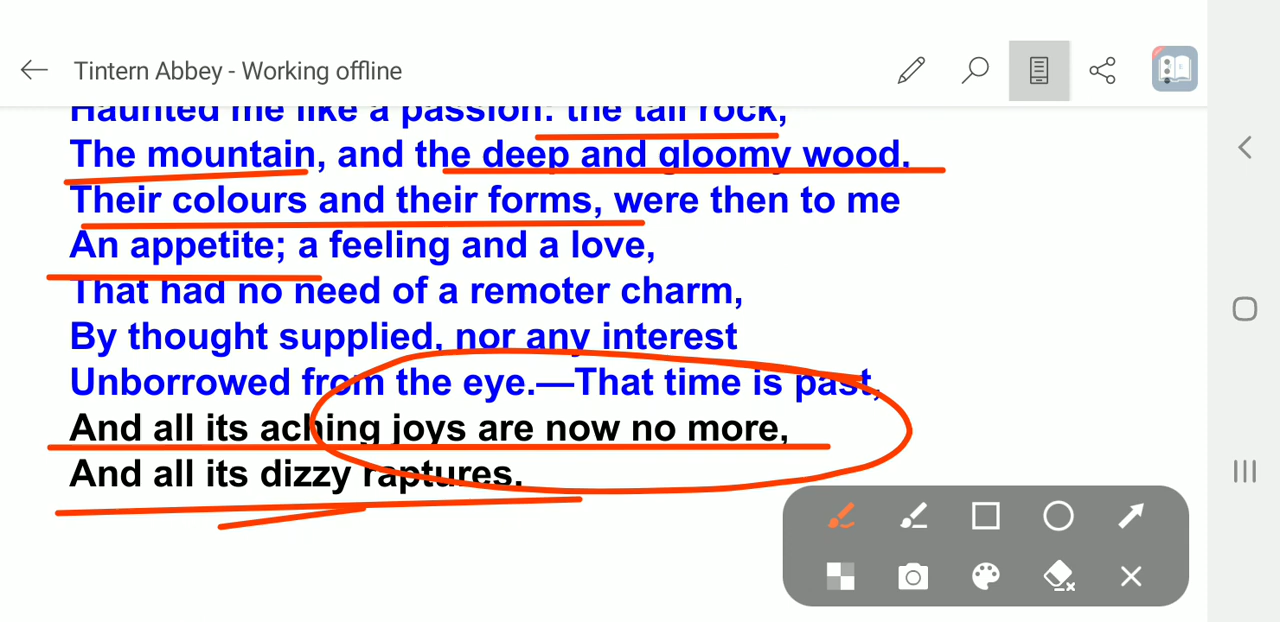 Tintern Abbey - Working offline
Haunted me like a passion: the tall rock,
The mountain, and the deep and gloomy wood,
Their colours and their forms, were then to me
An appetite; a feeling and a love,
That had no need of a remoter charm,
By thought supplied, nor any interest
Unborrowed from the eye.—That time is past,
And all its aching joys are now no more,
And all its dizzy raptures.